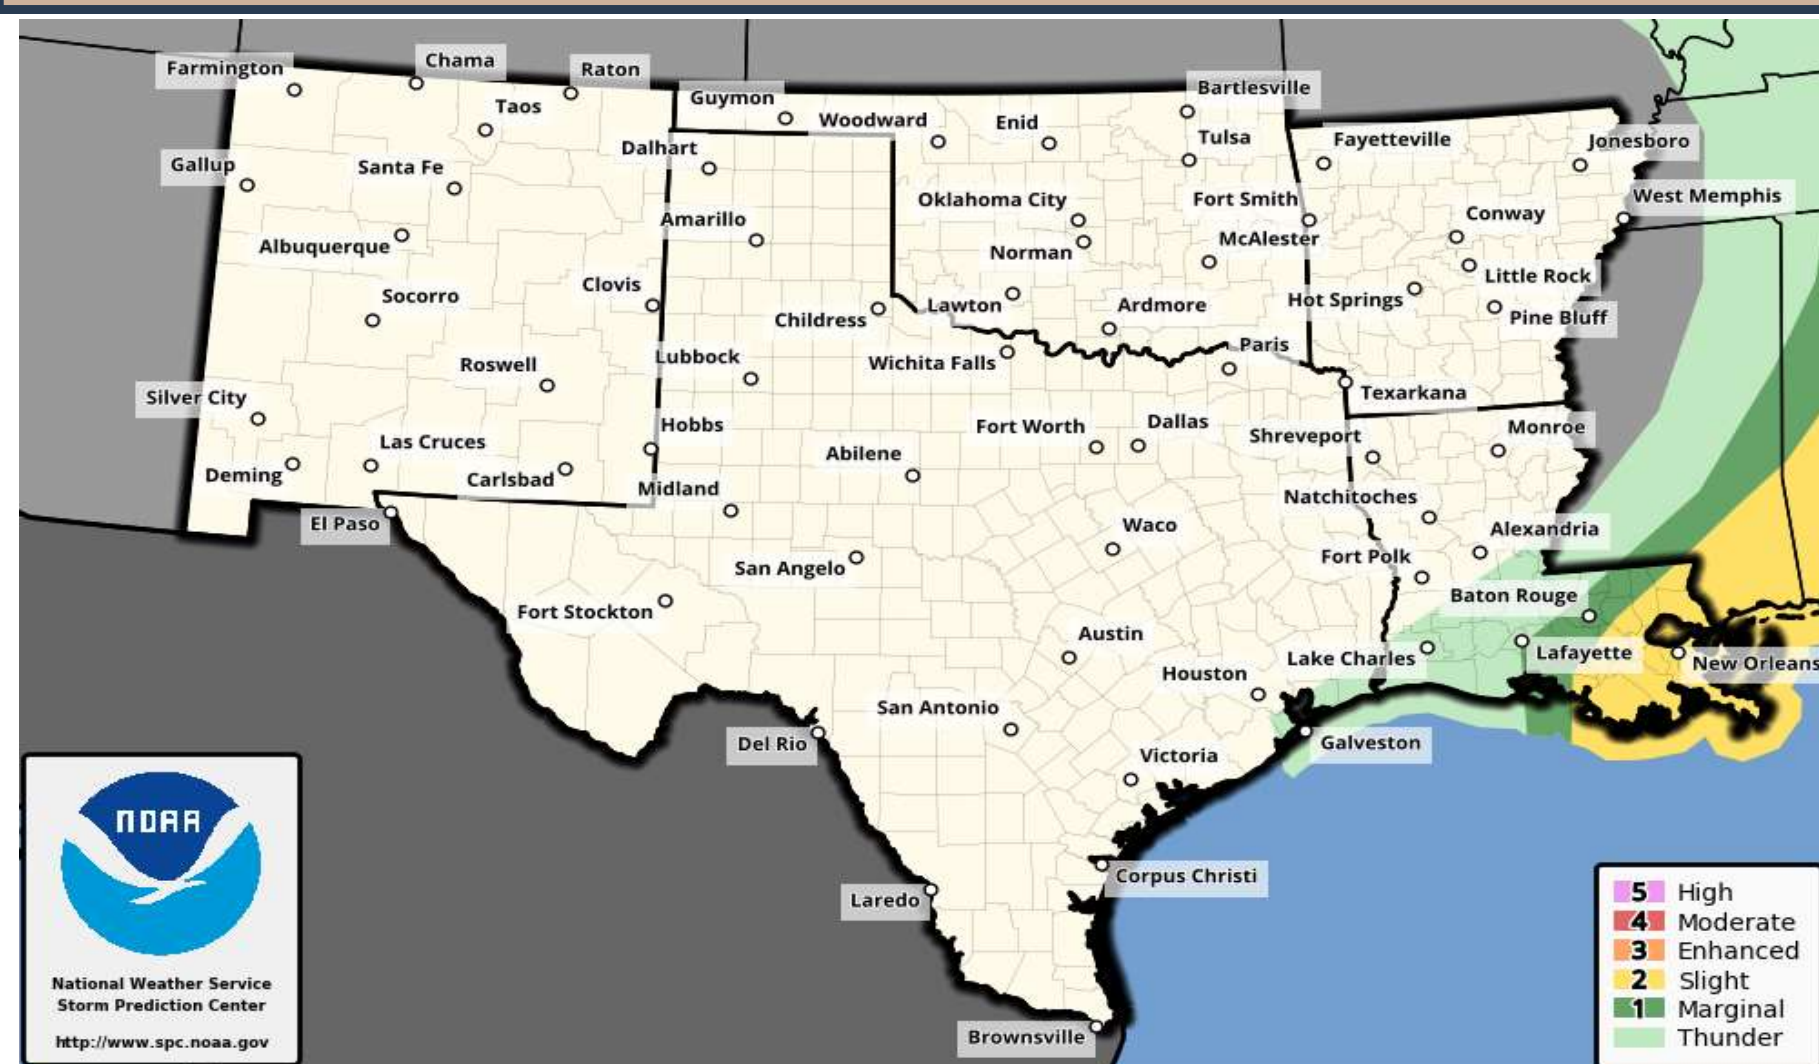 Farmington
Chama
Raton
Taos
Guymon
Woodward
Enid
Bartlesville
Tulsa
Fayetteville
Jonesboro
Gallup
Santa Fe
Dalhart
Oklahoma City
Fort Smith
Conway
West Memphis
Albuquerque
Amarillo
Norman
McAlester
Little Rock
Socorro
Clovis
Childress
Lawton
Ardmore
Hot Springs
Pine Bluff
Roswell
Lubbock
Wichita Falls
Paris
Texarkana
Silver City
Hobbs
Fort Worth
Dallas
Shreveport
Monroe
Las Cruces
Abilene
Deming
Carlsbad
Midland
Natchitoches
El Paso
Waco
Alexandria
San Angelo
Fort Polk
Fort Stockton
Baton Rouge
Austin
Lake Charles
Lafayette
New Orleans
Houston
San Antonio
Del Rio
Galveston
Victoria
Corpus Christi
Laredo
Brownsville
NOAA
National Weather Service
Storm Prediction Center
http://www.spc.noaa.gov
5 High
4 Moderate
3 Enhanced
2 Slight
1 Marginal
Thunder